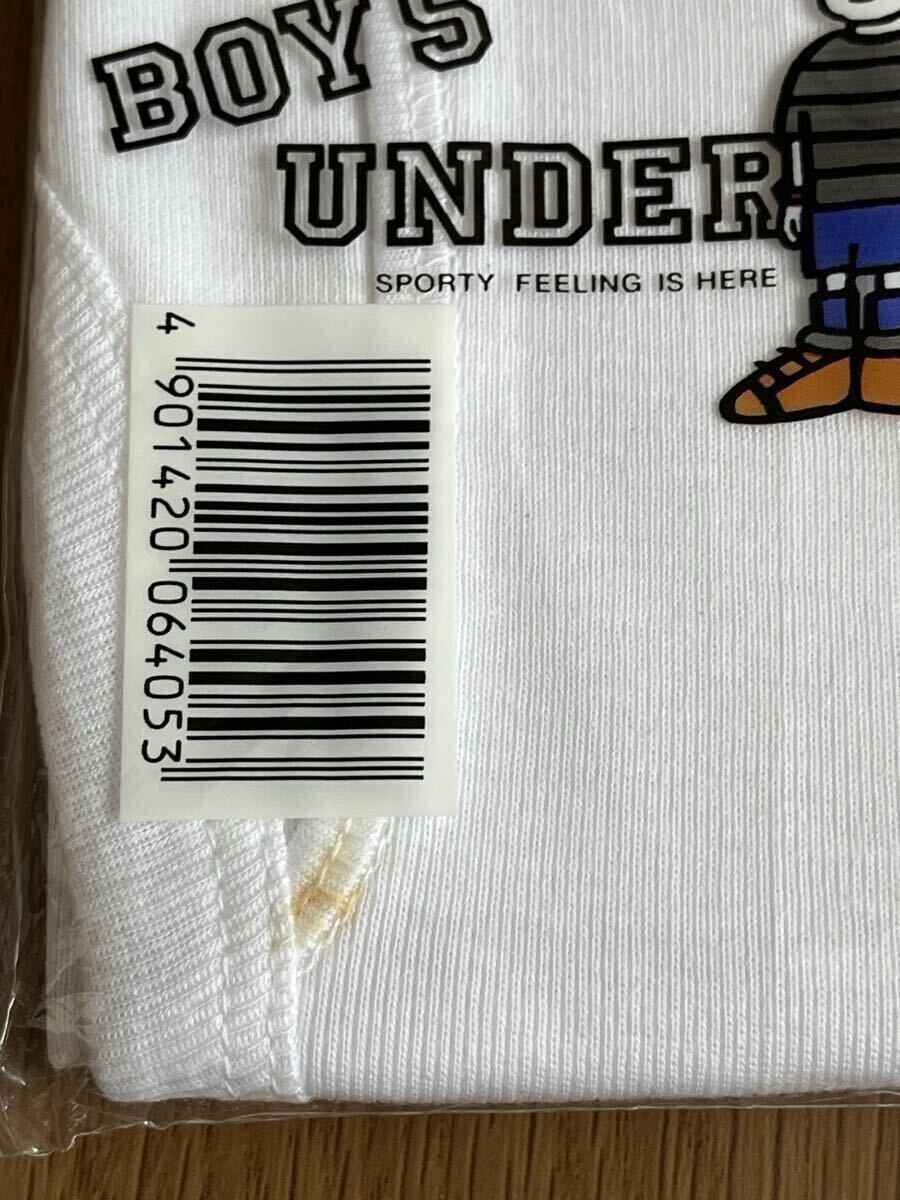 BOY'S
UNDER
SPORTY FEELING IS HERE
4 901420 064053